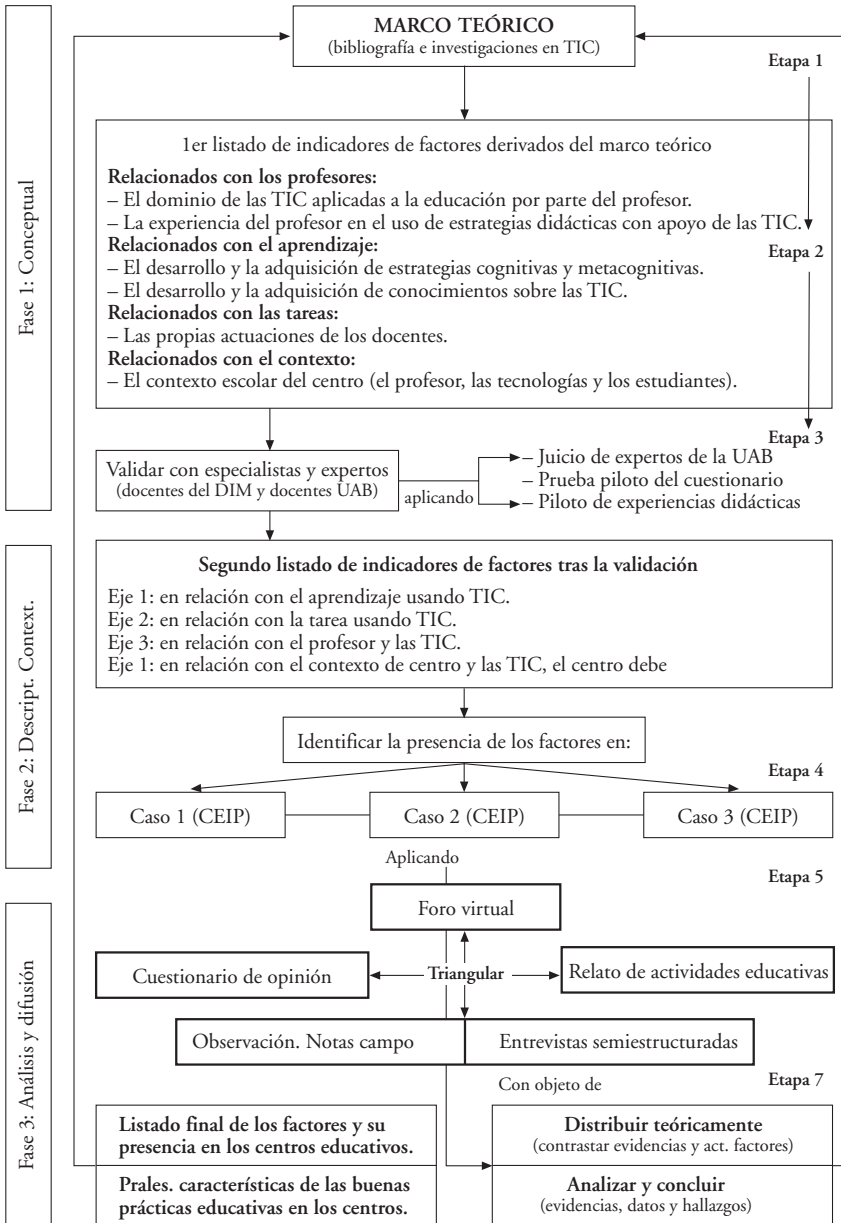 MARCO TEÓRICO
(bibliografía e investigaciones en TIC)
Etapa 1
Fase 1: Conceptual
1er listado de indicadores de factores derivados del marco teórico
Relacionados con los profesores:
– El dominio de las TIC aplicadas a la educación por parte del profesor.
– La experiencia del profesor en el uso de estrategias didácticas con apoyo de las TIC.
Relacionados con el aprendizaje:
Etapa 2
– El desarrollo y la adquisición de estrategias cognitivas y metacognitivas.
– El desarrollo y la adquisición de conocimientos sobre las TIC.
Relacionados con las tareas:
– Las propias actuaciones de los docentes.
Relacionados con el contexto:
– El contexto escolar del centro (el profesor, las tecnologías y los estudiantes).
Etapa 3
Validar con especialistas y expertos
(docentes del DIM y docentes UAB)
aplicando
– Juicio de expertos de la UAB
– Prueba piloto del cuestionario
– Piloto de experiencias didácticas
Fase 2: Descript. Context.
Segundo listado de indicadores de factores tras la validación
Eje 1: en relación con el aprendizaje usando TIC.
Eje 2: en relación con la tarea usando TIC.
Eje 3: en relación con el profesor y las TIC.
Eje 1: en relación con el contexto de centro y las TIC, el centro debe
Identificar la presencia de los factores en:
Etapa 4
Caso 1 (CEIP)
Caso 2 (CEIP)
Caso 3 (CEIP)
Aplicando
Etapa 5
Fase 3: Análisis y difusión
Foro virtual
Cuestionario de opinión
Triangular
Relato de actividades educativas
Observación. Notas campo
Entrevistas semiestructuradas
Con objeto de
Etapa 7
Listado final de los factores y su
presencia en los centros educativos.
Prales. características de las buenas
prácticas educativas en los centros.
Distribuir teóricamente
(contrastar evidencias y act. factores)
Analizar y concluir
(evidencias, datos y hallazgos)